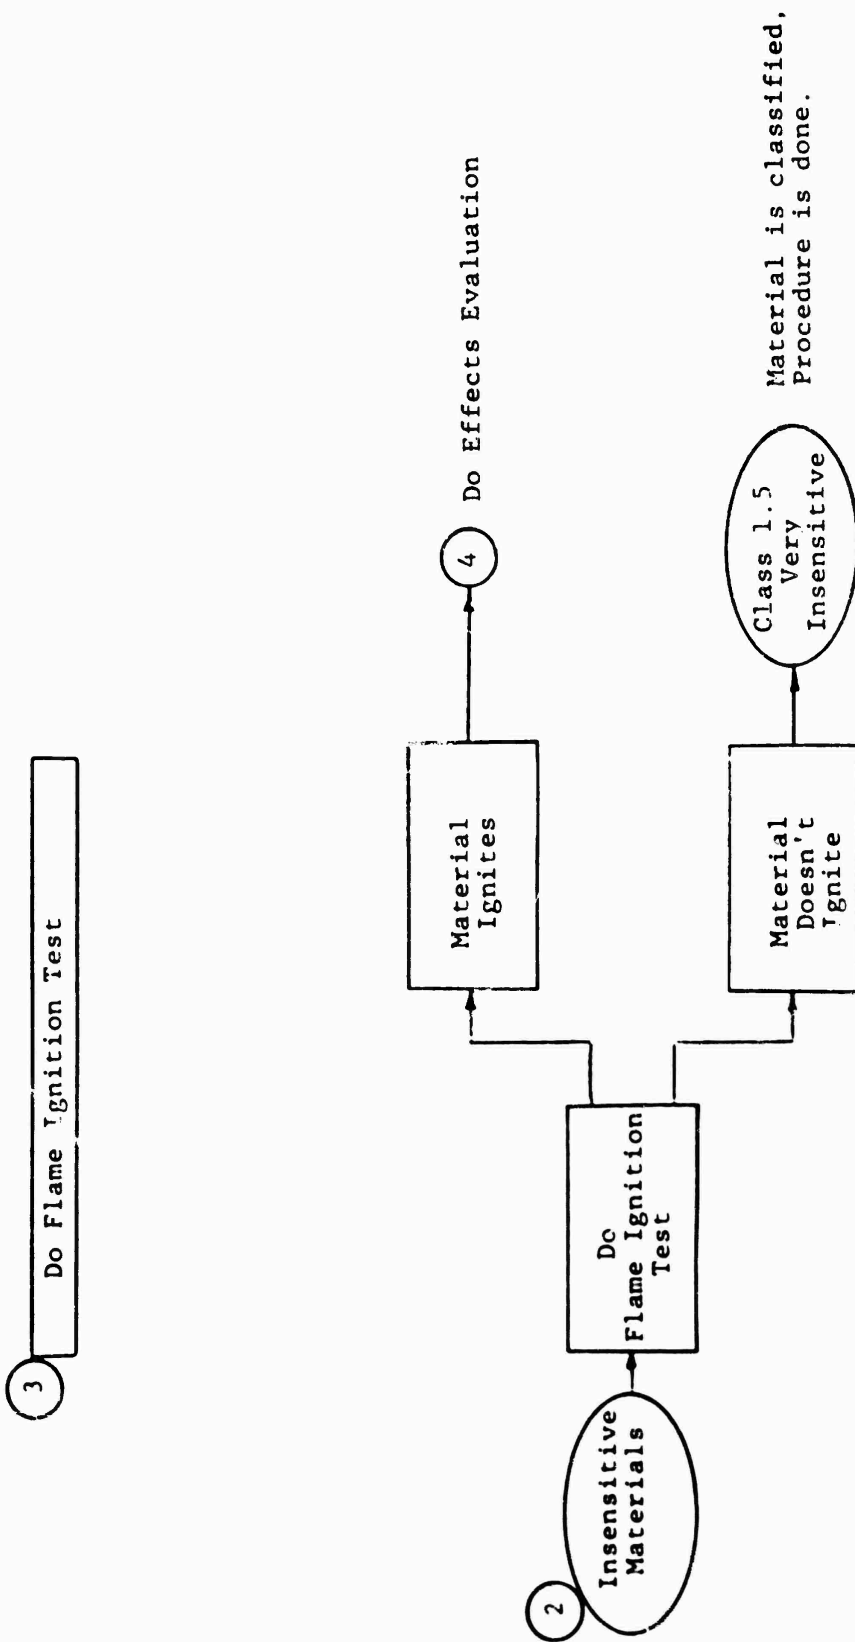 3
Do Flame Ignition Test
2
Insensitive
Materials
Do
Flame Ignition
Test
Material
Ignites
4
Do Effects Evaluation
Material
Doesn't
Ignite
Class 1.5
Very
Insensitive
Material is classified,
Procedure is done.